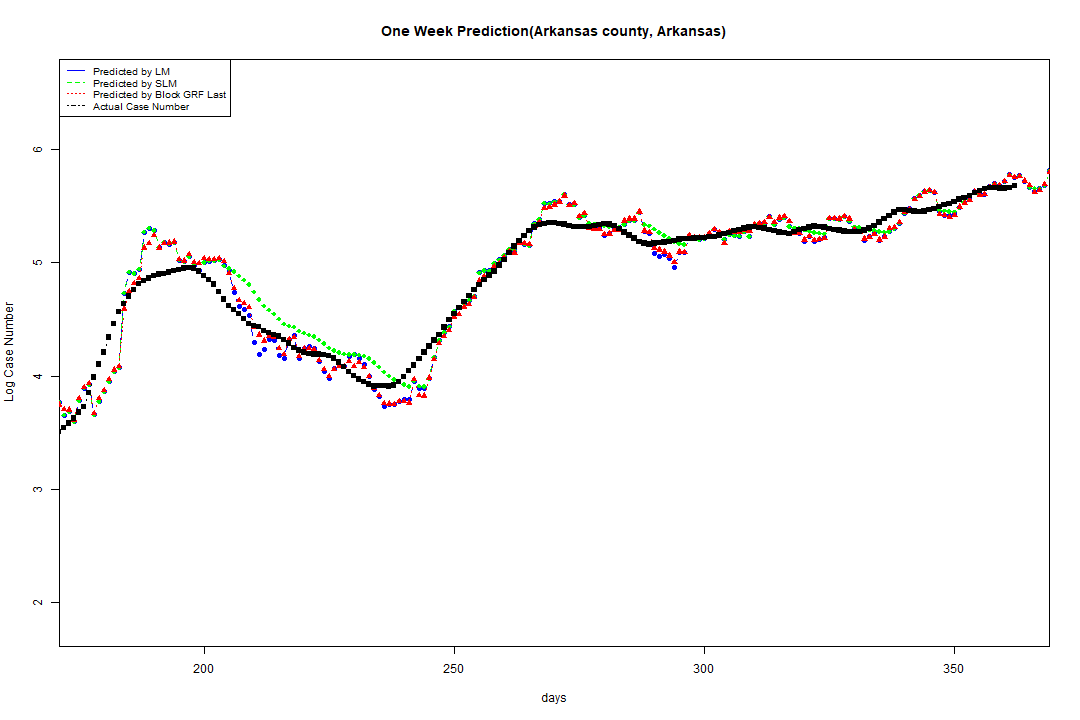 One Week Prediction(Arkansas county, Arkansas)
Predicted by LM
Predicted by SLM
Predicted by Block GRF Last
Actual Case Number
6
5
4
3
2
Log Case Number
200 250 300 350
days